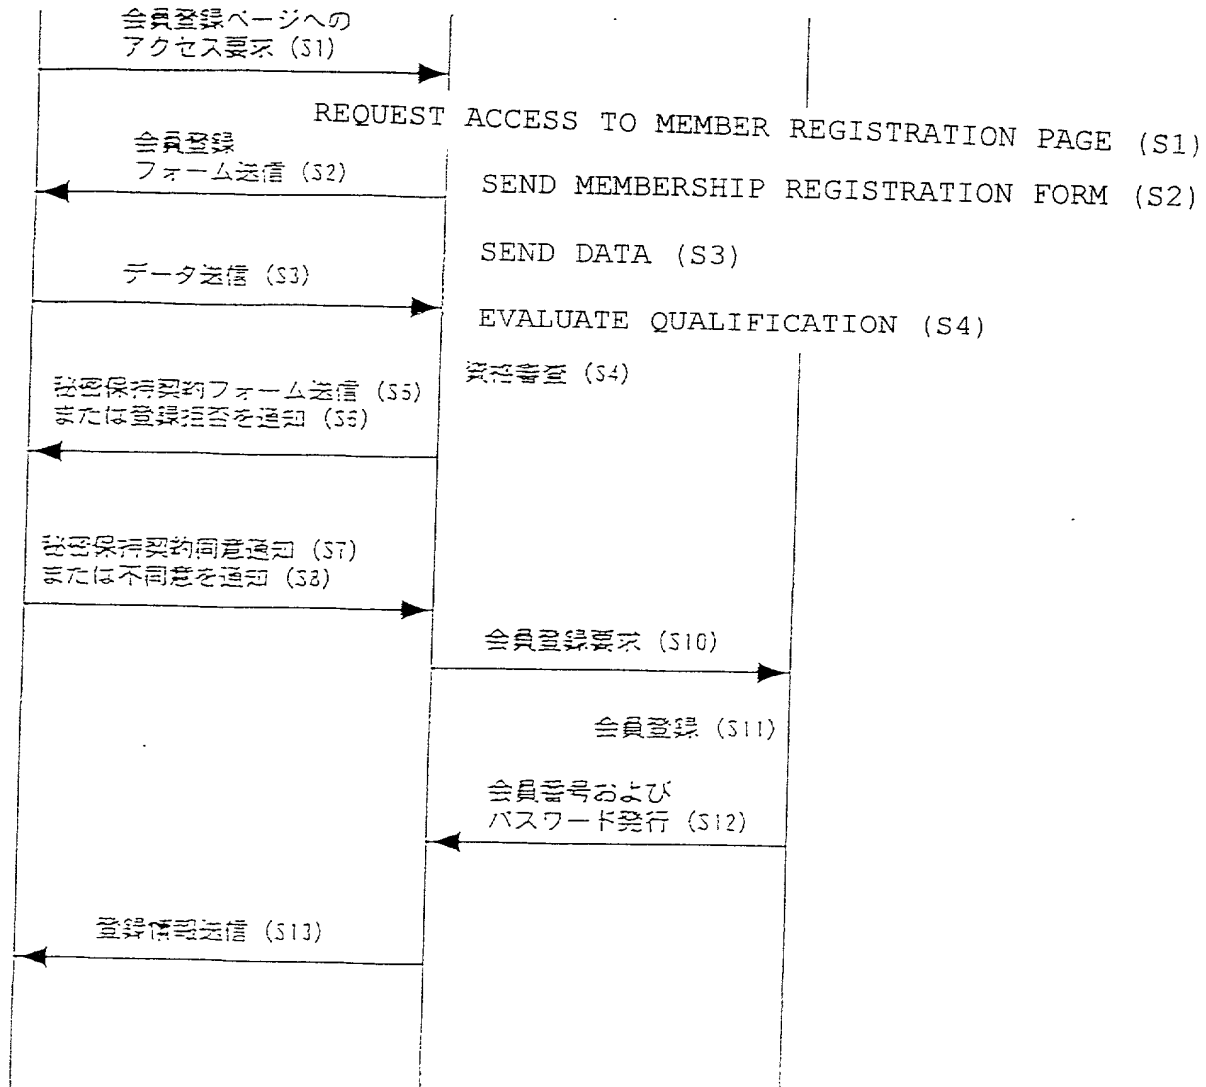 会員登録ページへの
アクセス要求 (S1)
REQUEST ACCESS TO MEMBER REGISTRATION PAGE (S1)
会員登録
フォーム送信 (S2)
SEND MEMBERSHIP REGISTRATION FORM (S2)
SEND DATA (S3)
データ送信 (S3)
EVALUATE QUALIFICATION (S4)
資格審査 (S4)
秘密保持契約フォーム送信 (S5)
または登録拒否を通知 (S6)
秘密保持契約同意通知 (S7)
または不同意を通知 (S8)
会員登録要求 (S10)
会員登録 (S11)
会員番号および
パスワード発行 (S12)
登録情報送信 (S13)